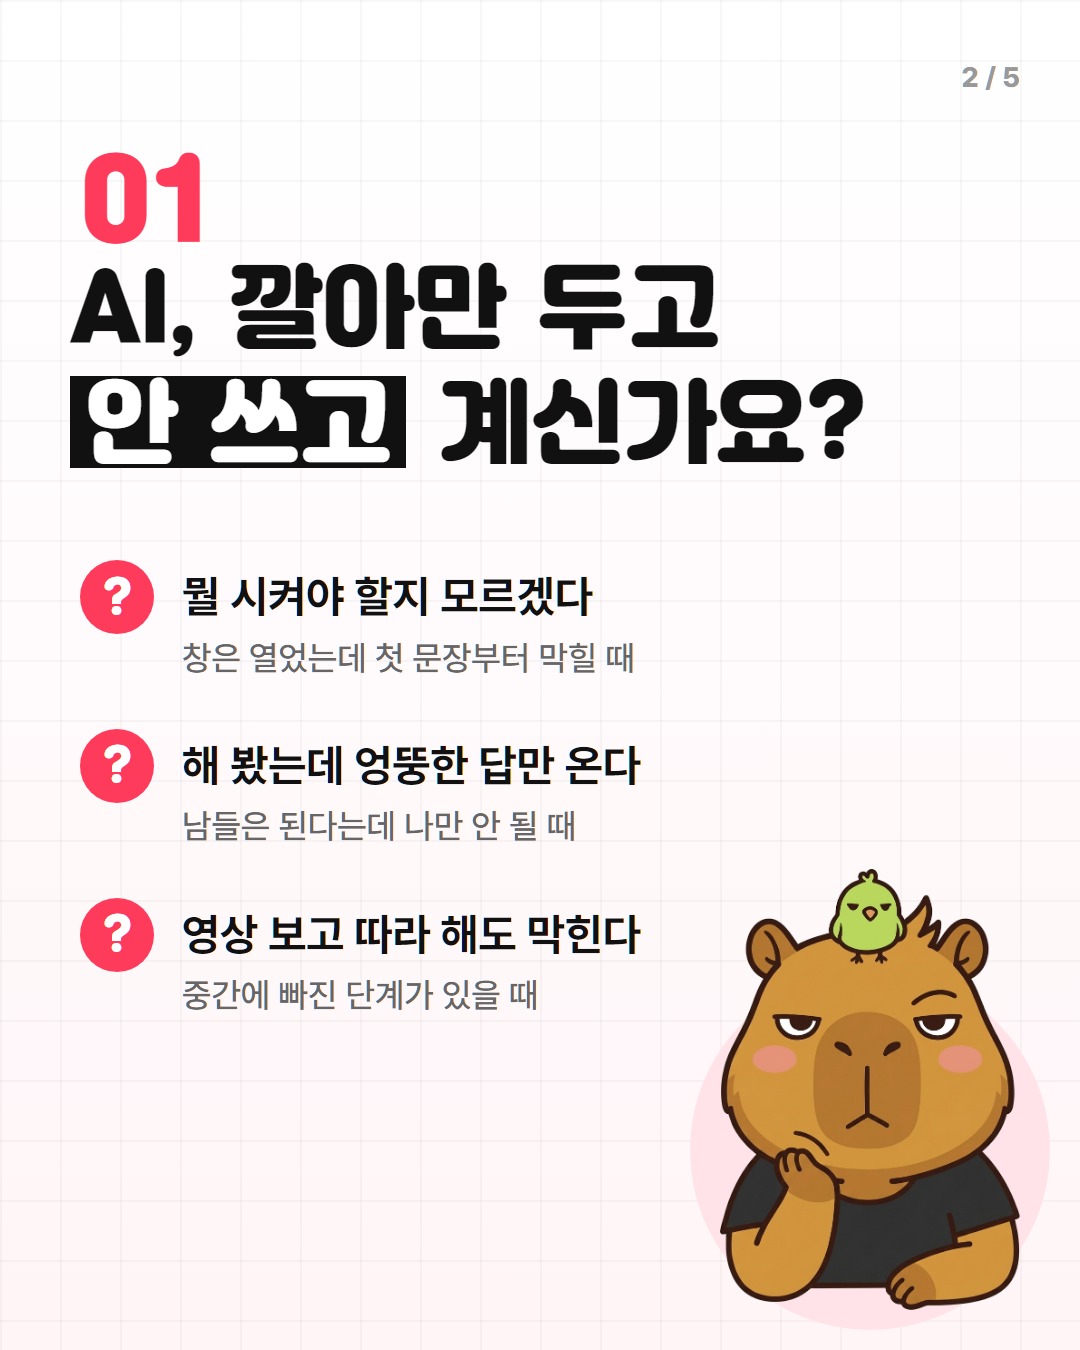 2 / 5
01
AI, 깔아만 두고
안 쓰고 계신가요?
? 뭘 시켜야 할지 모르겠다
창은 열었는데 첫 문장부터 막힐 때
? 해 봤는데 엉뚱한 답만 온다
남들은 된다는데 나만 안 될 때
? 영상 보고 따라 해도 막힌다
중간에 빠진 단계가 있을 때